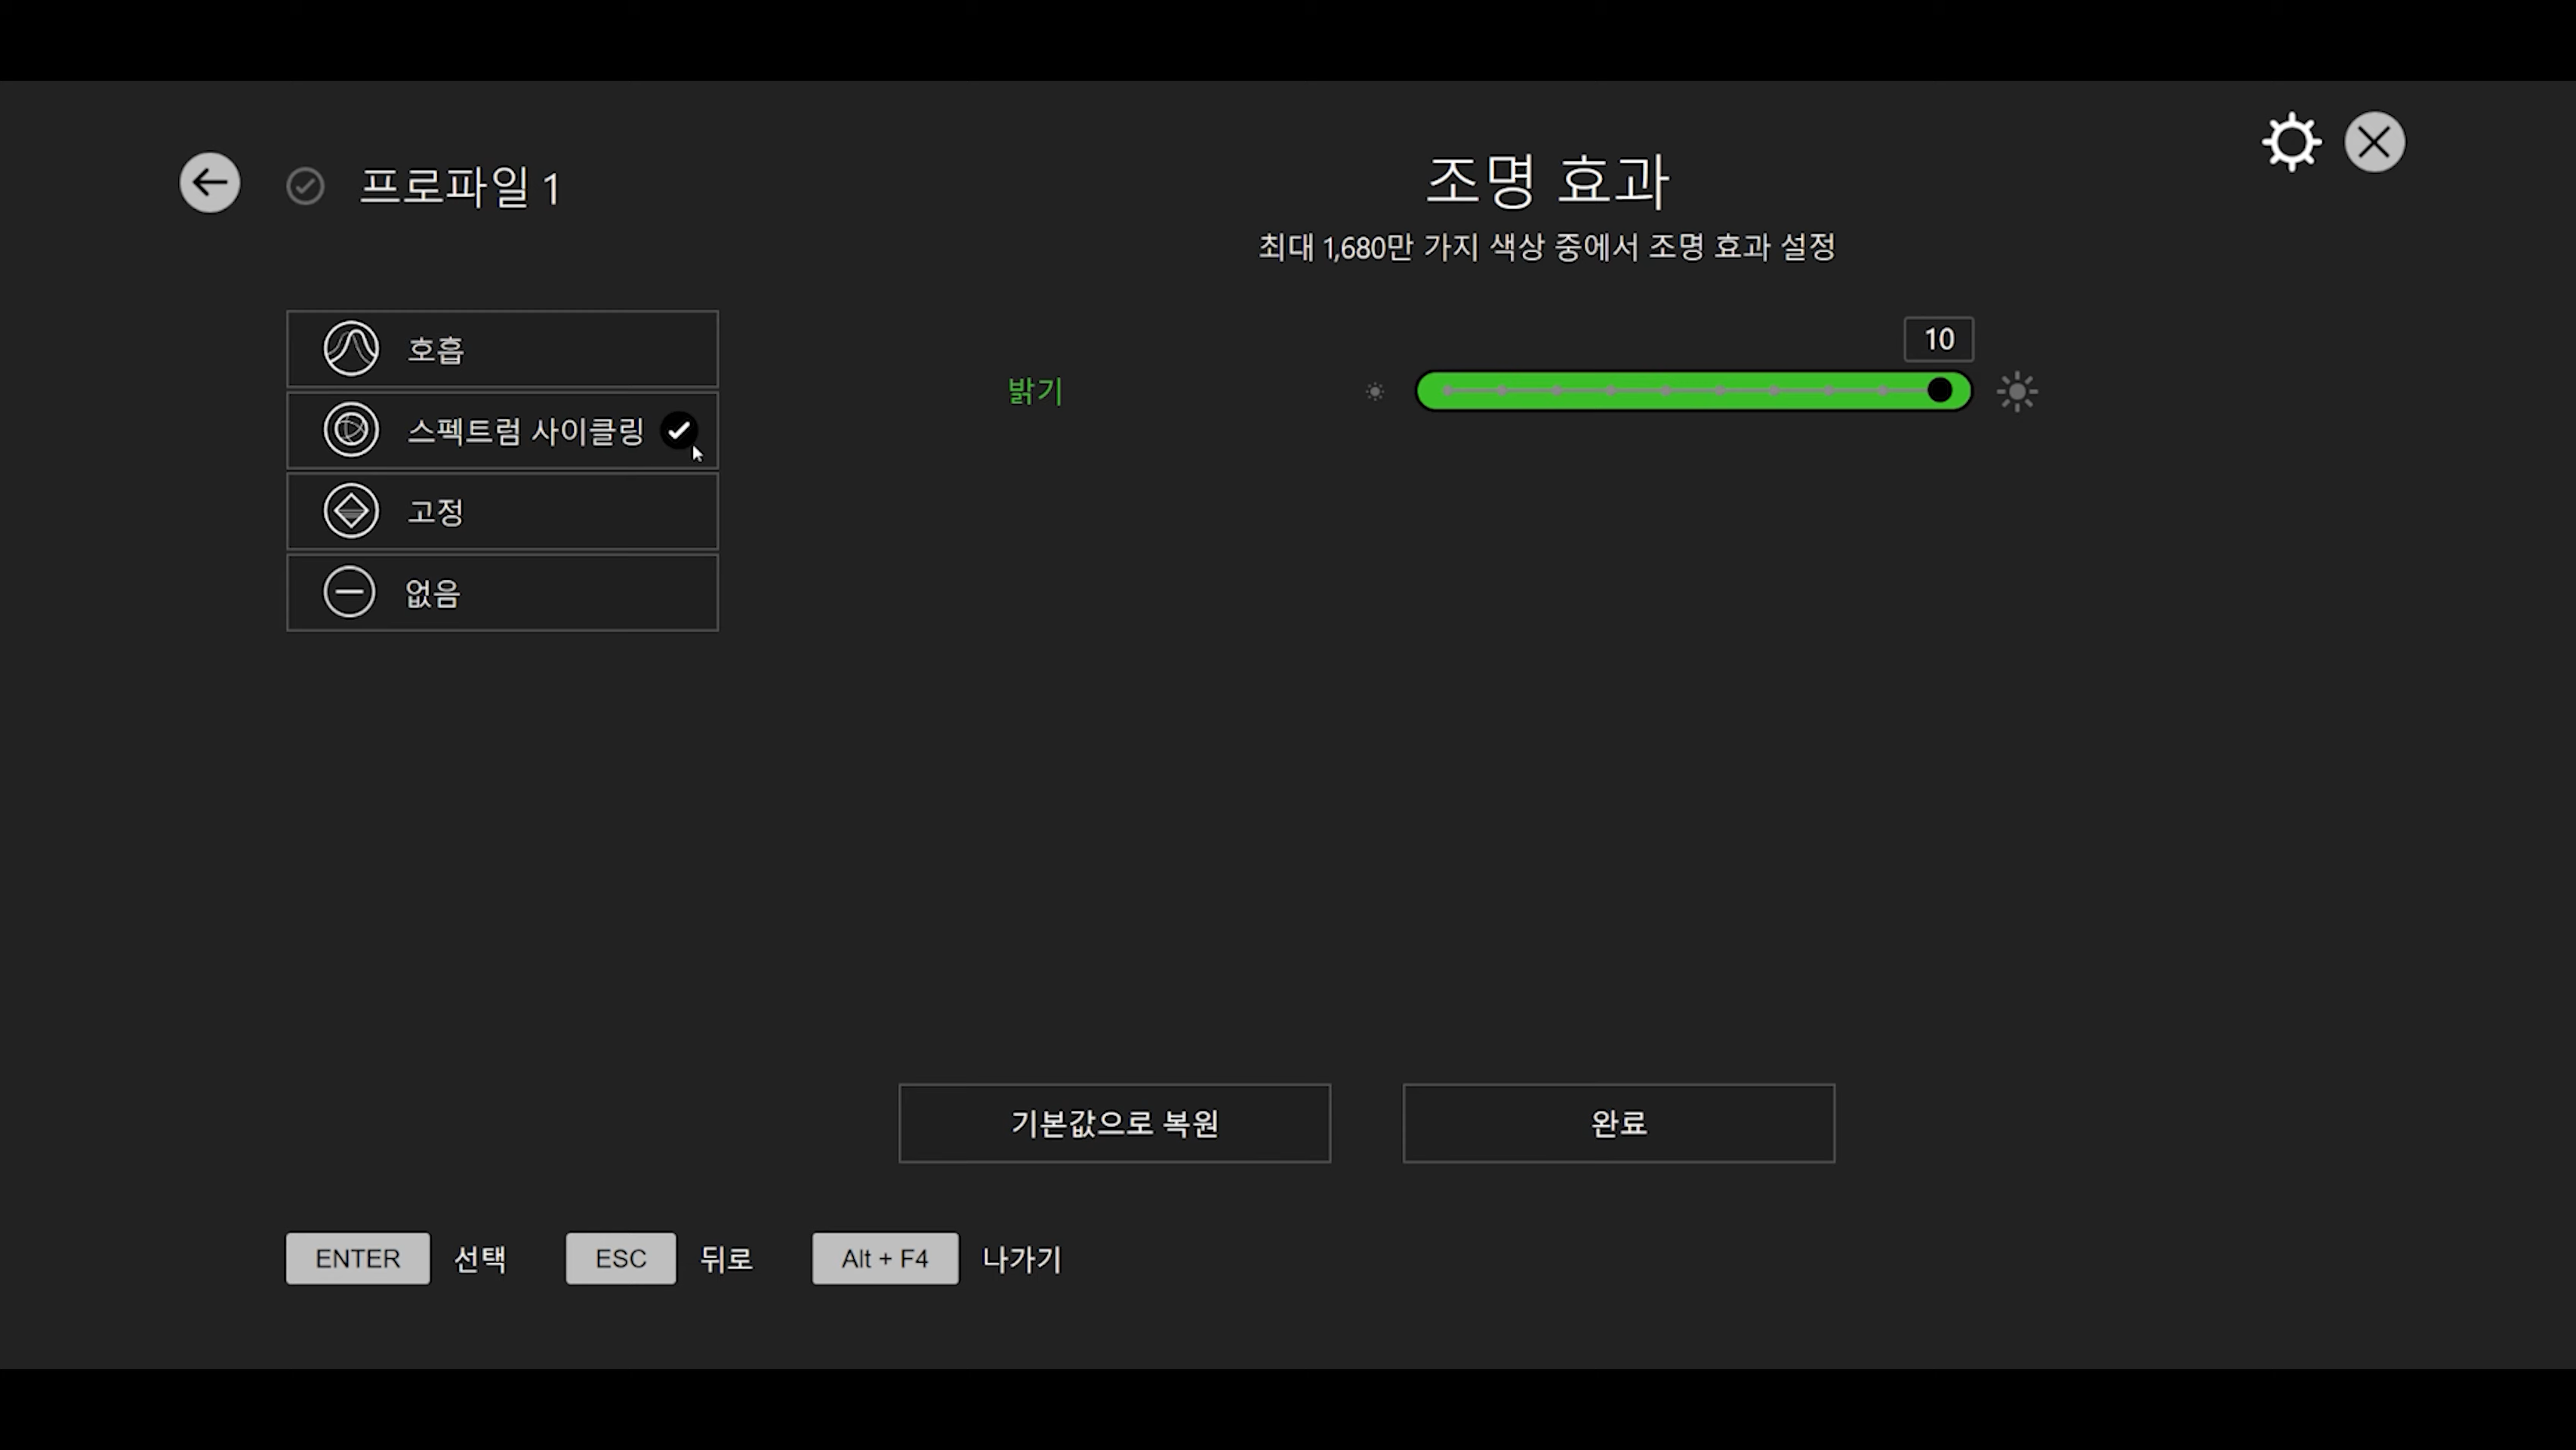 프로파일 1
조명 효과
최대 1,680만 가지 색상 중에서 조명 효과 설정
호흡
스펙트럼 사이클링
고정
없음
10
밝기
기본값으로 복원
완료
ENTER 선택 ESC 뒤로 Alt + F4 나가기